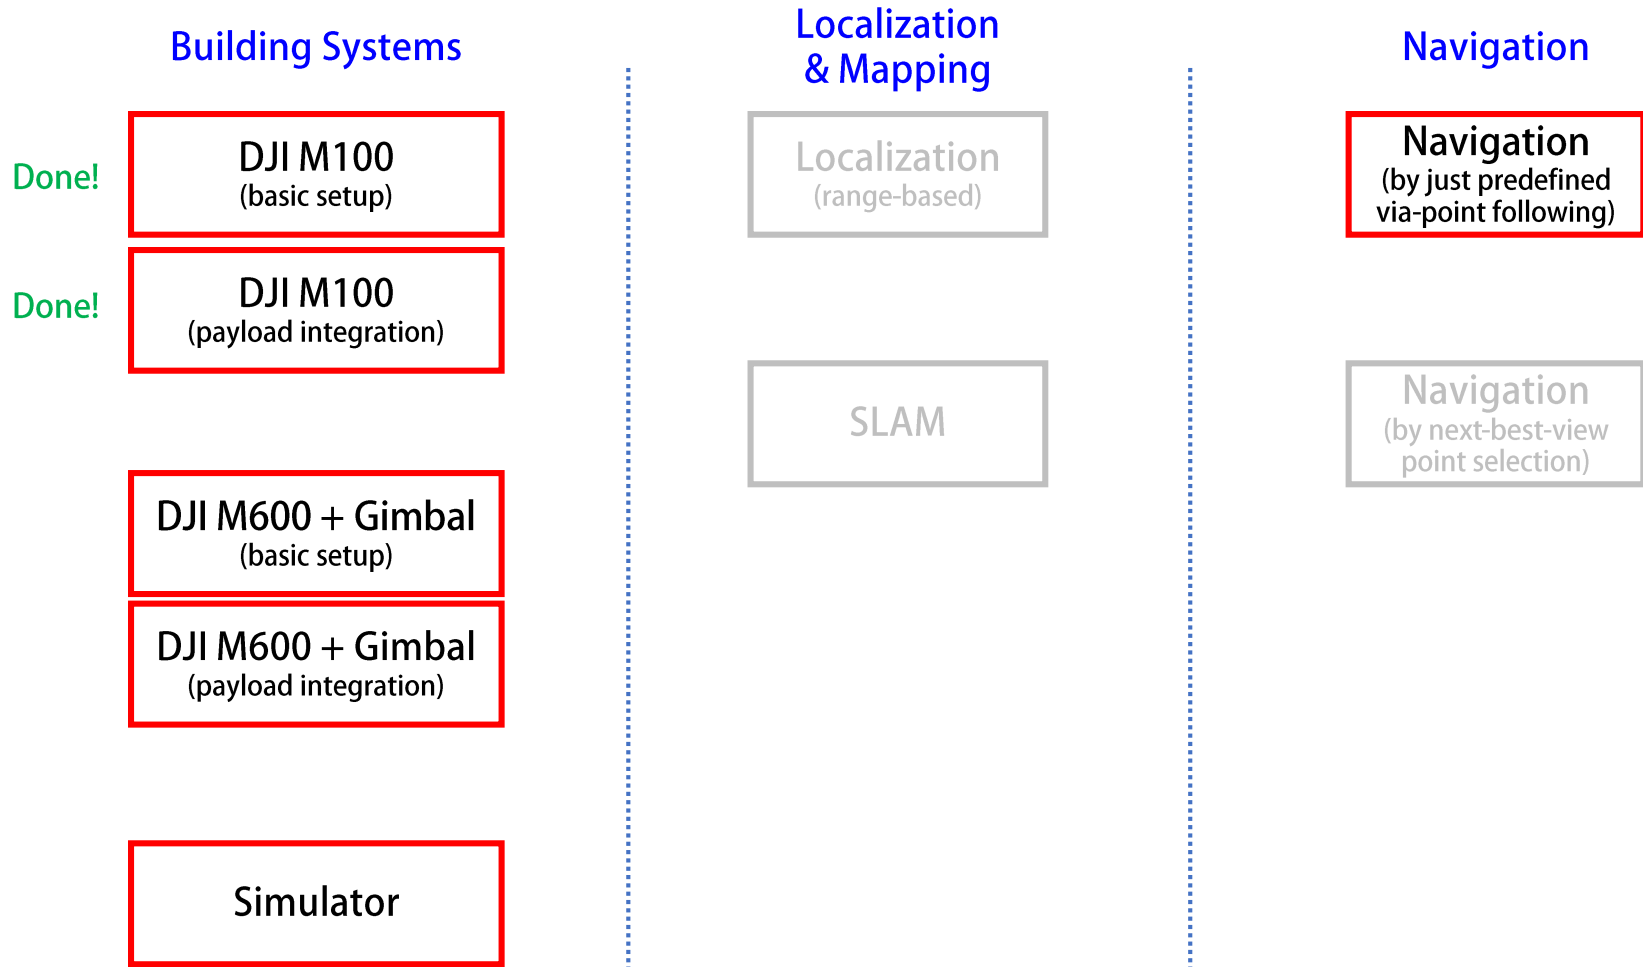 Building Systems
Localization
& Mapping
Navigation
Done!
DJI M100
(basic setup)
Done!
DJI M100
(payload integration)
DJI M600 + Gimbal
(basic setup)
DJI M600 + Gimbal
(payload integration)
Simulator
Localization
(range-based)
SLAM
Navigation
(by just predefined
via-point following)
Navigation
(by next-best-view
point selection)